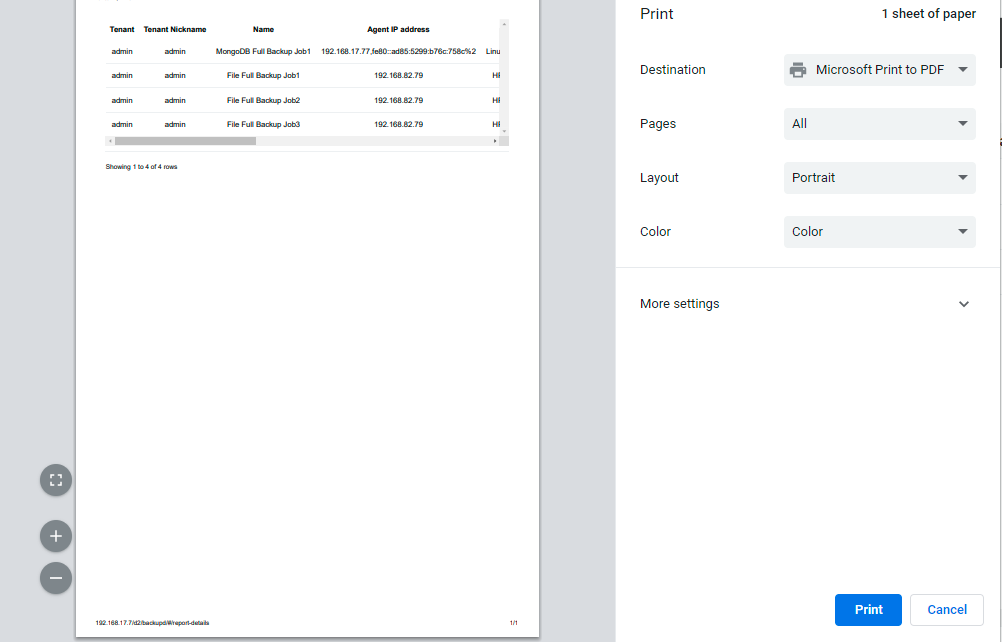 Tenant Tenant Nickname Name Agent IP address
admin admin MongoDB Full Backup Job1 192.168.17.77,fe80::ad85:5299:b76c:758c%2 Linu
admin admin File Full Backup Job1 192.168.82.79
admin admin File Full Backup Job2 192.168.82.79
admin admin File Full Backup Job3 192.168.82.79
Showing 1 to 4 of 4 rows
192.168.17.7/d2/backupd/#/report-details 1/1
Print 1 sheet of paper
Destination Microsoft Print to PDF
Pages All
Layout Portrait
Color Color
More settings
Print Cancel